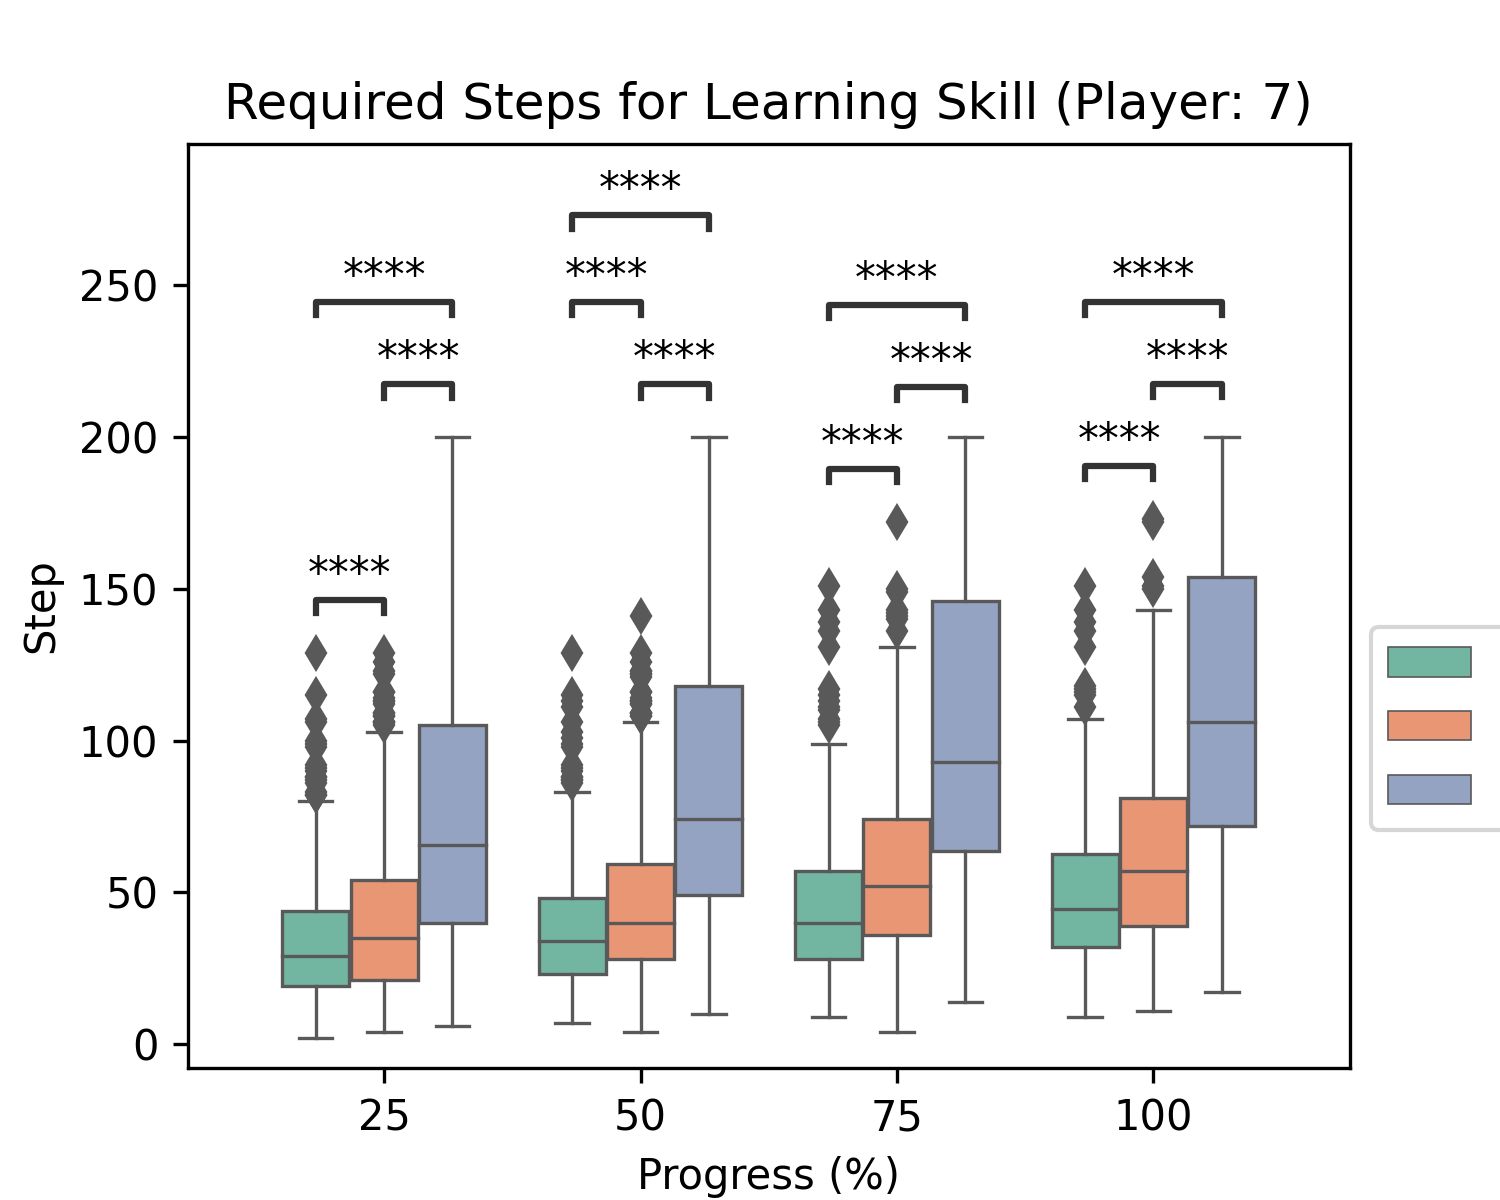 Required Steps for Learning Skill (Player: 7)
****
**** **** **** ****
**** **** **** ****
**** ****
****
250
200
150
100
50
0
Step
25 50 75 100
Progress (%)